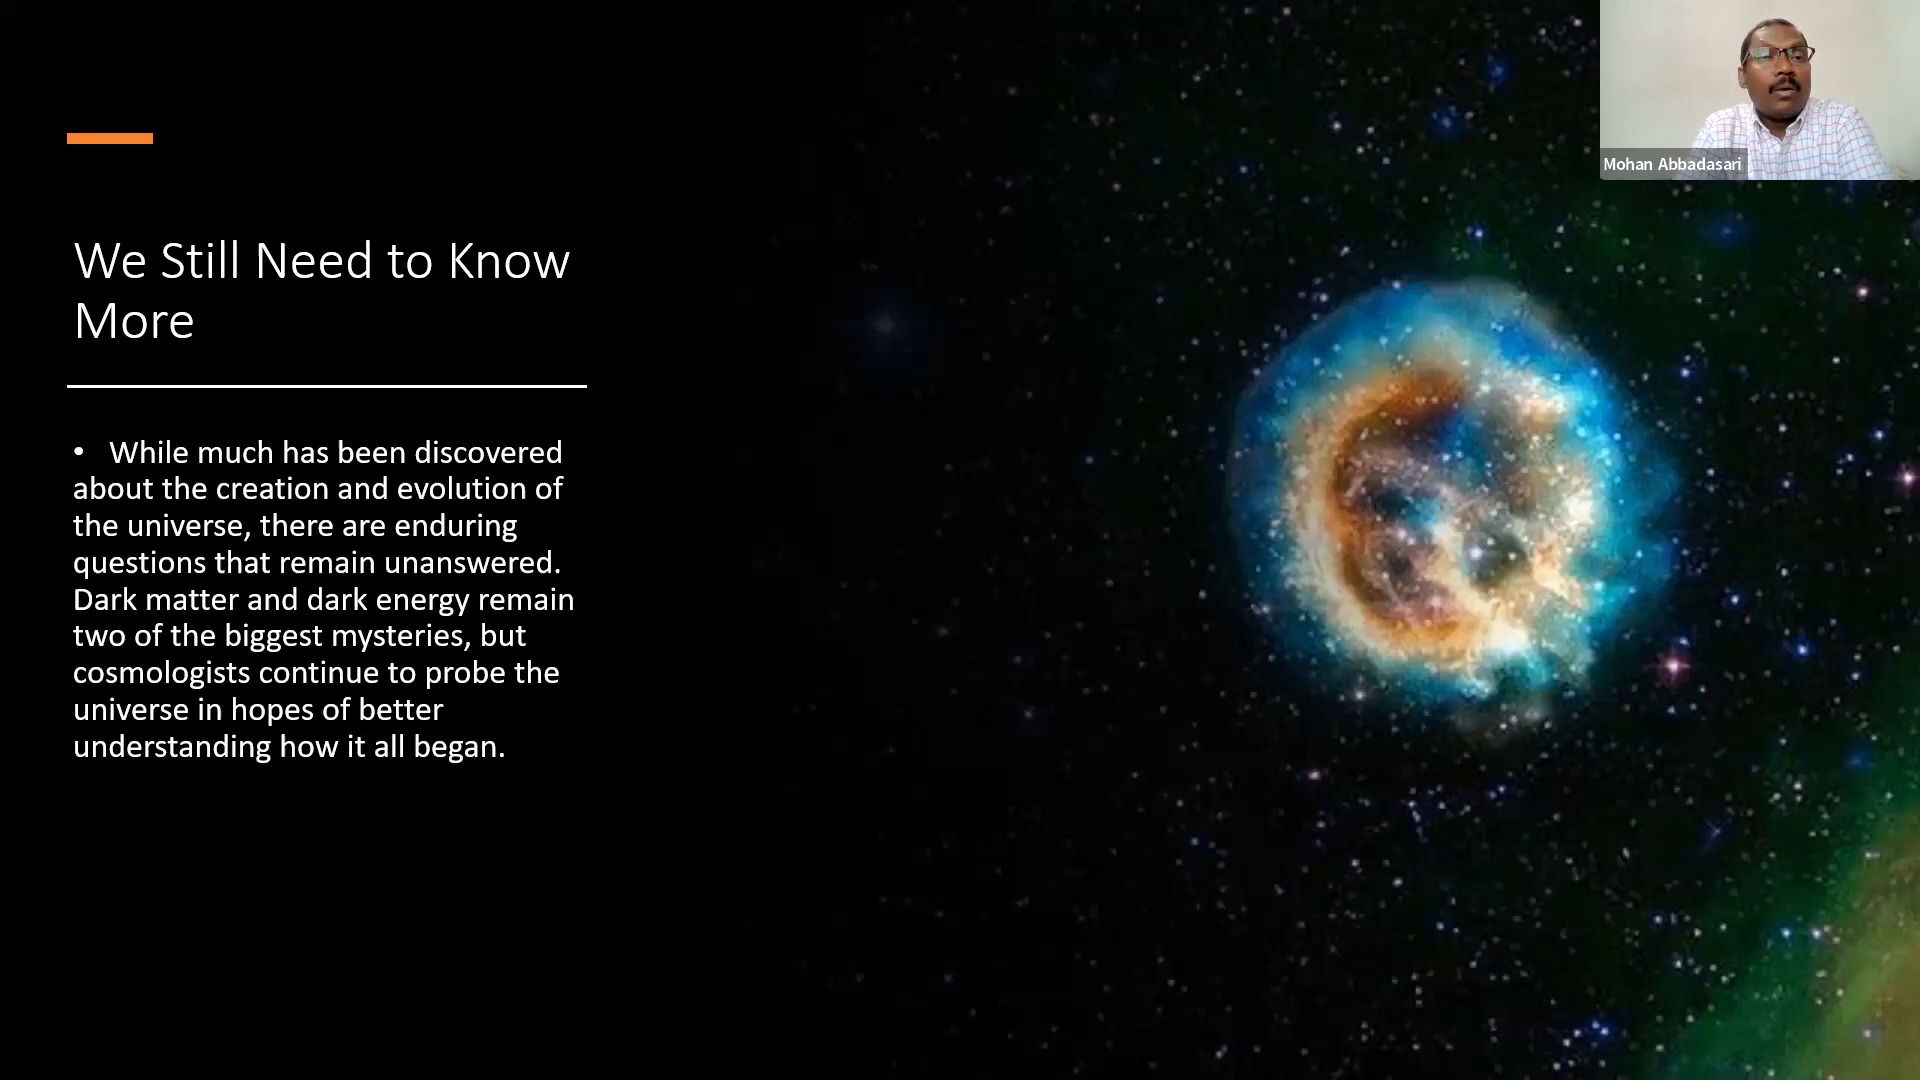 We Still Need to Know
More
• While much has been discovered
about the creation and evolution of
the universe, there are enduring
questions that remain unanswered.
Dark matter and dark energy remain
two of the biggest mysteries, but
cosmologists continue to probe the
universe in hopes of better
understanding how it all began.
Mohan Abbadasari